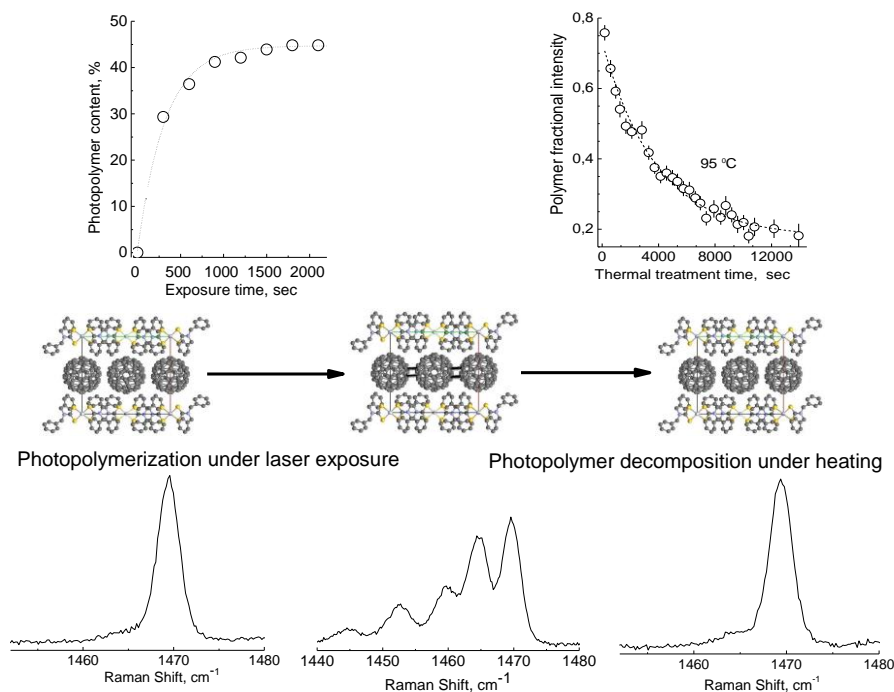 50
40
30
20
10
0
Photopolymer content, %
0 500 1000 1500 2000
Exposure time, sec
0,8
0,6
0,4
0,2
Polymer fractional intensity
95 °C
0 4000 8000 12000
Thermal treatment time, sec
Photopolymerization under laser exposure
Photopolymer decomposition under heating
1460 1470 1480
Raman Shift, cm-1
1440 1450 1460 1470 1480
Raman Shift, cm-1
1460 1470 1480
Raman Shift, cm-1